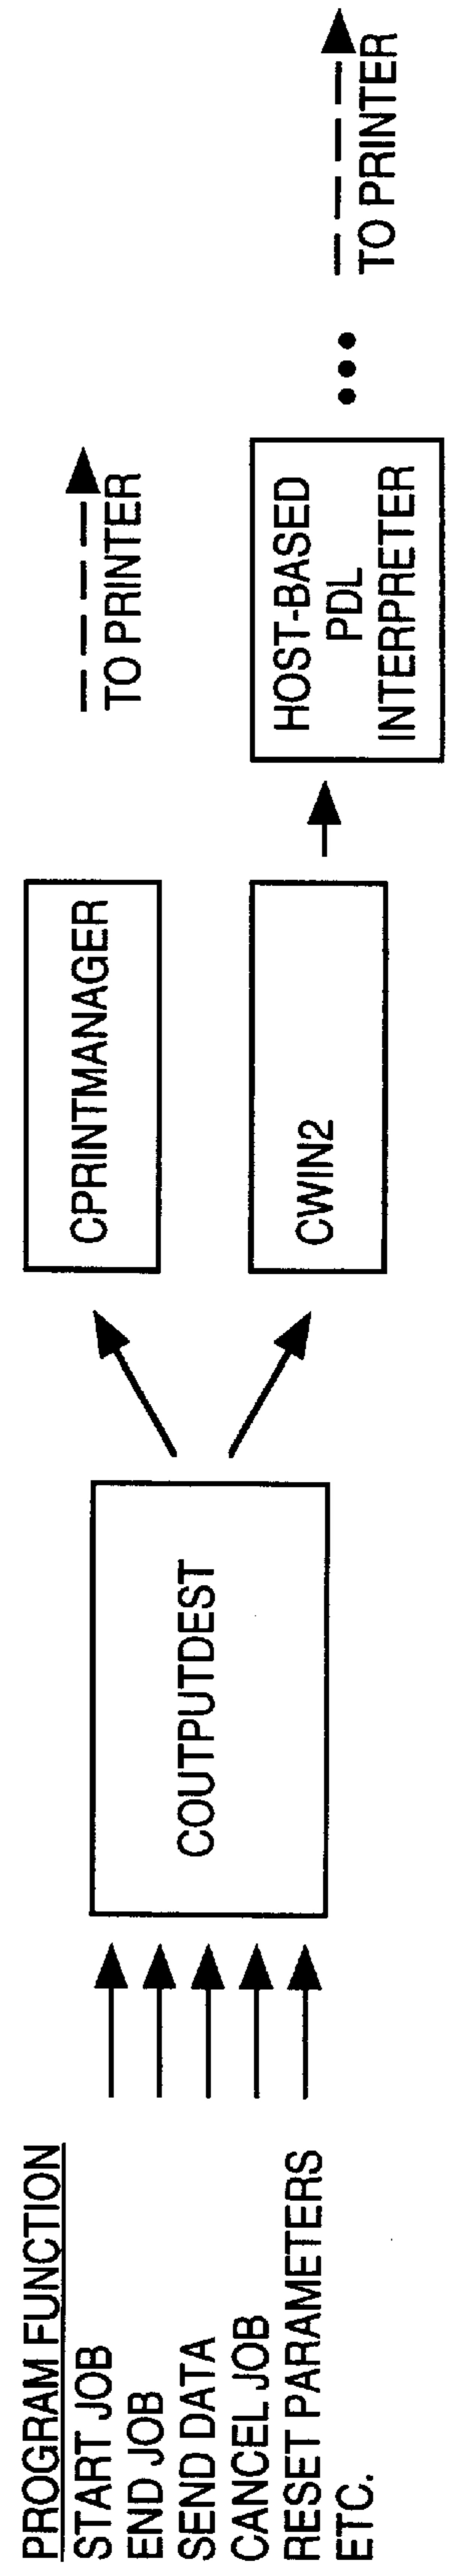 PROGRAM FUNCTION
START JOB
END JOB
SEND DATA
CANCEL JOB
RESET PARAMETERS
ETC.
COUTPUTDEST
CPRINTMANAGER
TO PRINTER
CWIN2
HOST-BASED
PDL
INTERPRETER
TO PRINTER